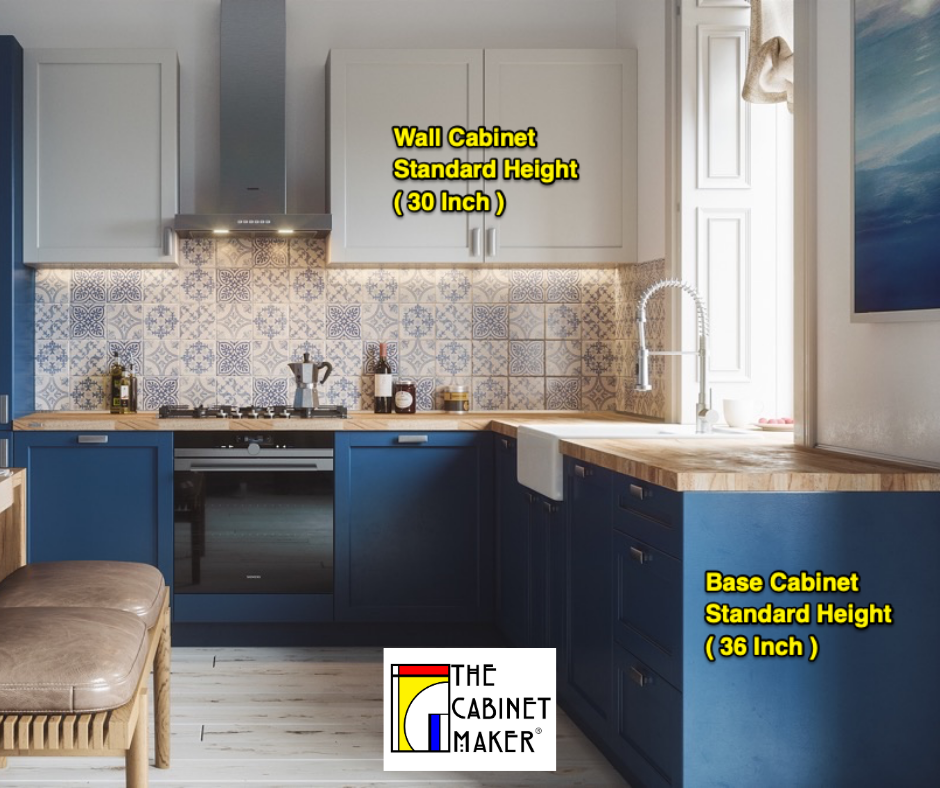 Wall Cabinet
Standard Height
( 30 Inch )
Base Cabinet
Standard Height
( 36 Inch )
THE
CABINET
MAKER®